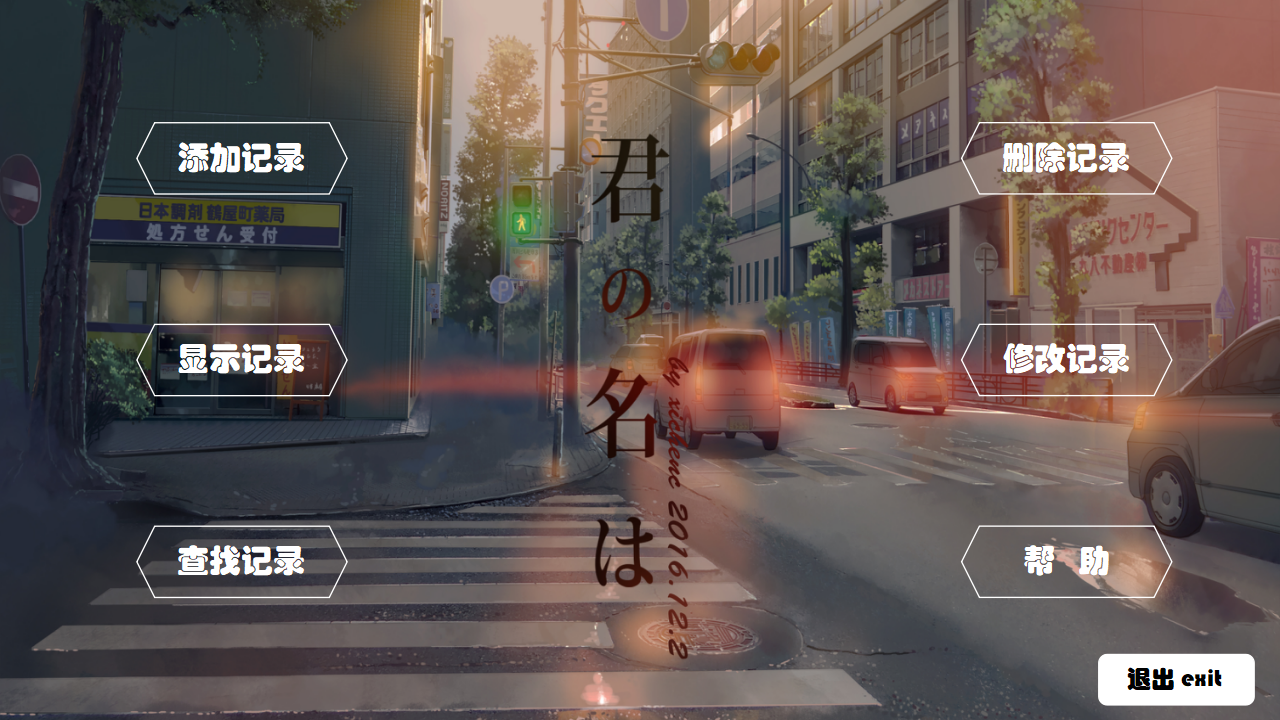 添加记录
删除记录
日本調剤 鶴屋町薬局
処方せん受付
显示记录
修改记录
查找记录
帮 助
君の名は
2016.12.2
退出 exit